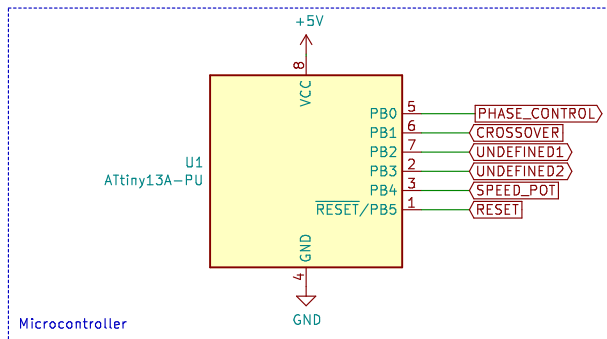 +5V
8
VCC
U1
ATtiny13A-PU
PB0 5 PHASE_CONTROL
PB1 6 CROSSOVER
PB2 7 UNDEFINED1
PB3 2 UNDEFINED2
PB4 3 SPEED_POT
RESET/PB5 1 RESET
GND
4
GND
Microcontroller